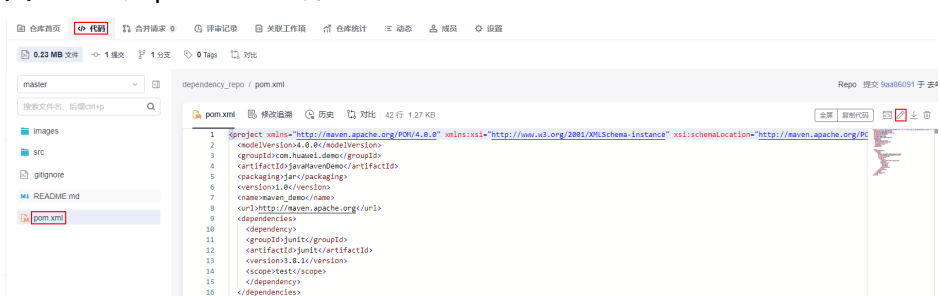 仓库首页 代码 合并请求 0 评审记录 关联工作项 仓库统计 动态 成员 设置
0.23 MB 文件 1 提交 1 分支 0 Tags 对比
master dependency_repo / pom.xml Repo 提交 9aa86091 于 去年
搜索文件名、后缀ctrl+p
pom.xml 修改追溯 历史 对比 42 行 1.27 KB 全屏 复制代码
images
src
.gitignore
README.md
pom.xml
1 <project xmlns="http://maven.apache.org/POM/4.0.0" xmlns:xsi="http://www.w3.org/2001/XMLSchema-instance" xsi:schemaLocation="http://maven.apache.org/PO
2 <modelVersion>4.0.0</modelVersion>
3 <groupId>com.huawei.demo</groupId>
4 <artifactId>javaMavenDemo</artifactId>
5 <packaging>jar</packaging>
6 <version>1.0</version>
7 <name>maven_demo</name>
8 <url>http://maven.apache.org</url>
9 <dependencies>
10 <dependency>
11 <groupId>junit</groupId>
12 <artifactId>junit</artifactId>
13 <version>3.8.1</version>
14 <scope>test</scope>
15 </dependency>
16 </dependencies>